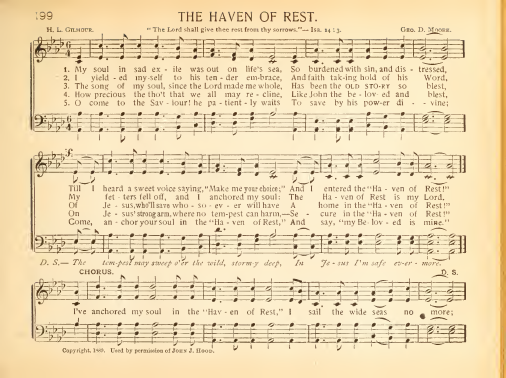 199
THE HAVEN OF REST.
H. L. GILMOUR. "The Lord shall give thee rest from thy sorrows."—ISA. 14:3. GEO. D. MOORE.
1. My soul in sad ex - ile was out on life's sea, So burdened with sin, and dis - tressed,
2. I yield - ed my-self to his ten - der em-brace, And faith tak-ing hold of his Word,
3. The song of my soul, since the Lord made me whole, Has been the OLD STO-RY so blest,
4. How precious the tho't that we all may re - cline, Like John the be - lov - ed and blest,
5. O come to the Sav - iour! he pa - tient - ly waits To save by his pow-er di - vine;
Till I heard a sweet voice saying, "Make me your choice;" And I entered the "Ha - ven of Rest!"
My fet - ters fell off, and I anchored my soul: The Ha - ven of Rest is my Lord.
Of Je - sus, who'll save who - so - ev - er will have A home in the "Ha - ven of Rest!"
On Je - sus' strong arm, where no tem-pest can harm,—Se - cure in the "Ha - ven of Rest!"
Come, an - chor your soul in the "Ha - ven of Rest," And say, "my Be - lov - ed is mine."
D. S.—The tem-pest may sweep o'er the wild, storm-y deep, In Je - sus I'm safe ev-er - more.
CHORUS. D. S.
I've anchored my soul in the "Hav - en of Rest," I sail the wide seas no more;
Copyright, 1889. Used by permission of JOHN J. HOOD.